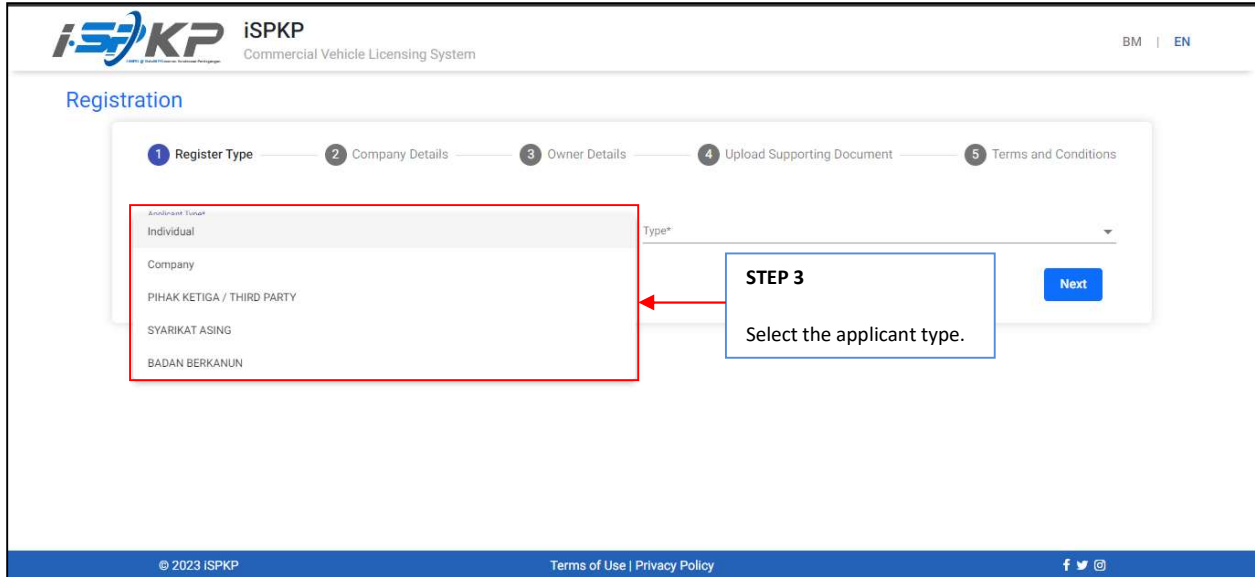 iSPKP
iSPKP
Commercial Vehicle Licensing System
BM | EN
Registration
1 Register Type
2 Company Details
3 Owner Details
4 Upload Supporting Document
5 Terms and Conditions
Applicant Type*
Individual
Company
PIHAK KETIGA / THIRD PARTY
SYARIKAT ASING
BADAN BERKANUN
Type*
STEP 3
Select the applicant type.
Next
© 2023 iSPKP
Terms of Use | Privacy Policy